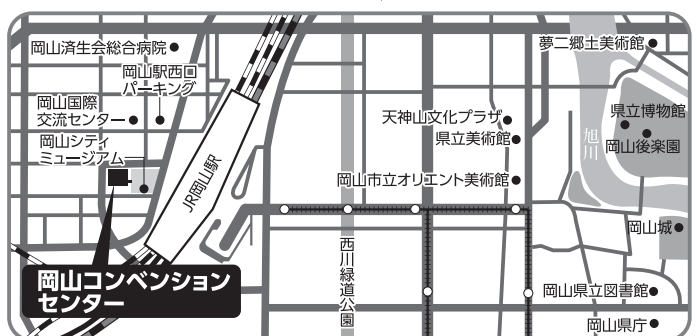 岡山済生会総合病院
岡山駅西口
パーキング
岡山国際
交流センター
岡山シティ
ミュージアム
JR岡山駅
岡山コンベンション
センター
西川緑道公園
夢二郷土美術館
天神山文化プラザ
県立美術館
岡山市立オリエント美術館
旭川
県立博物館
岡山後楽園
岡山城
岡山県立図書館
岡山県庁